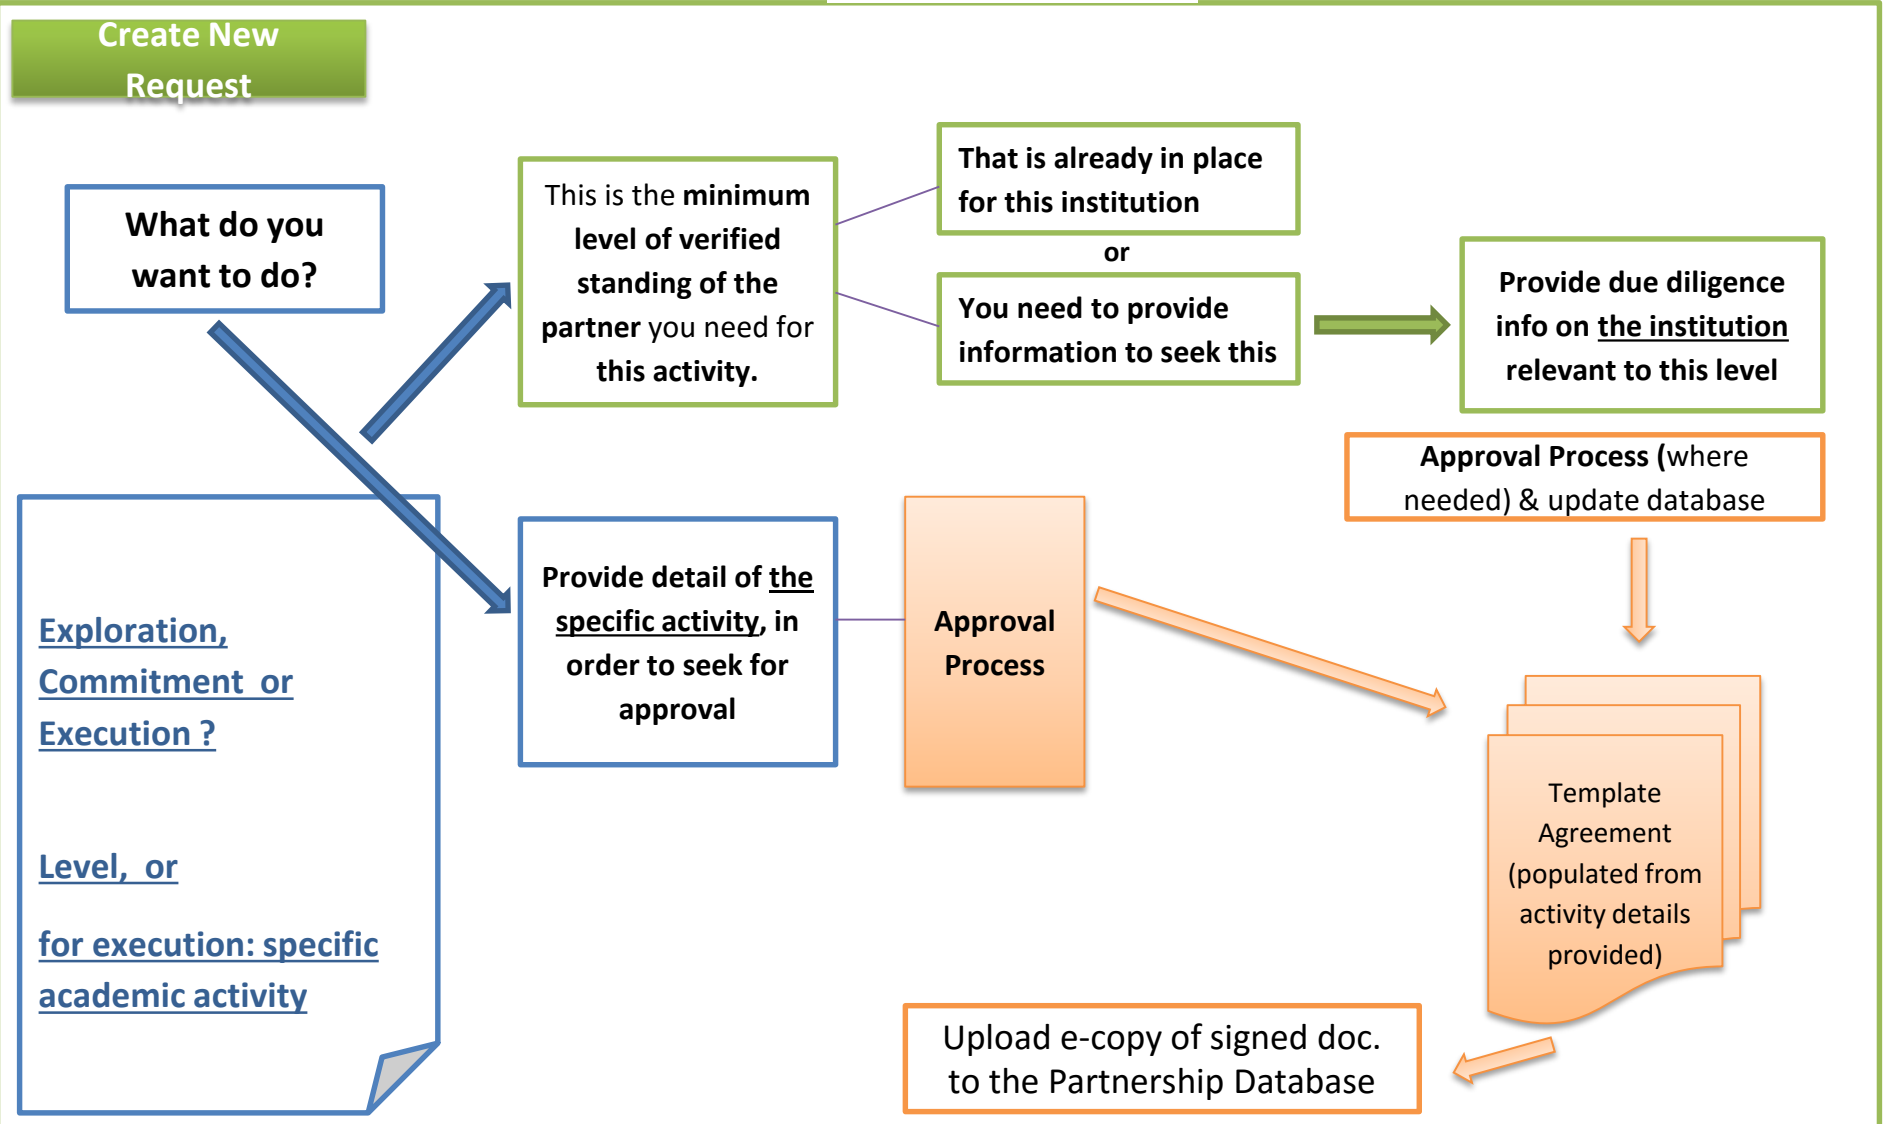 Create New
Request
What do you
want to do?
This is the minimum
level of verified
standing of the
partner you need for
this activity.
That is already in place
for this institution
or
You need to provide
information to seek this
Provide due diligence
info on the institution
relevant to this level
Approval Process (where
needed) & update database
Exploration,
Commitment or
Execution ?
Level, or
for execution: specific
academic activity
Provide detail of the
specific activity, in
order to seek for
approval
Approval
Process
Template
Agreement
(populated from
activity details
provided)
Upload e-copy of signed doc.
to the Partnership Database